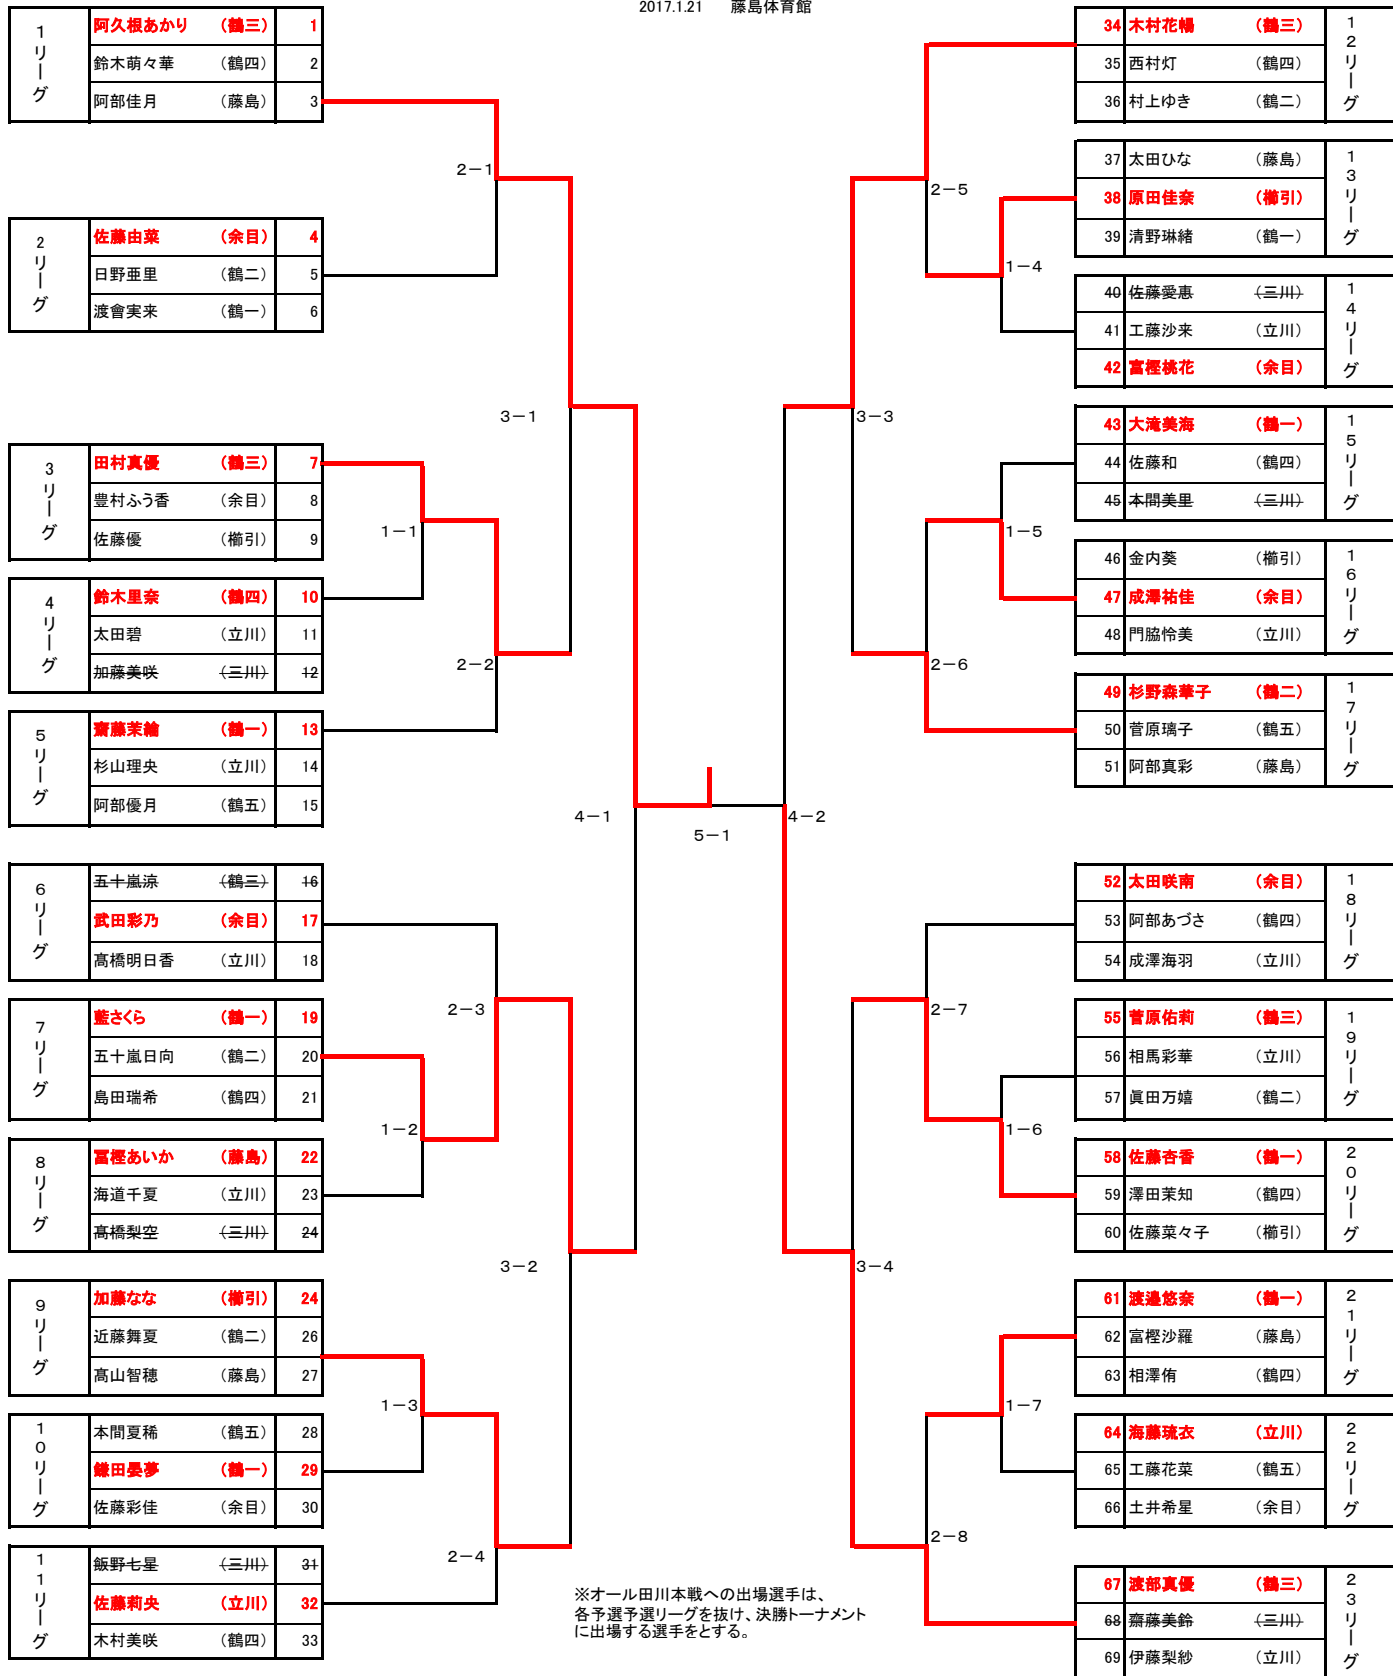 2017.1.21 藤島体育館
1リーグ
阿久根あかり （鶴三） 1
鈴木萌々華 （鶴四） 2
阿部佳月 （藤島） 3
2リーグ
佐藤由菜 （余目） 4
日野亜里 （鶴二） 5
渡會実来 （鶴一） 6
3リーグ
田村真優 （鶴三） 7
豊村ふう香 （余目） 8
佐藤優 （櫛引） 9
4リーグ
鈴木里奈 （鶴四） 10
太田碧 （立川） 11
加藤美咲 （三川） 12
5リーグ
齋藤茉綸 （鶴一） 13
杉山理央 （立川） 14
阿部優月 （鶴五） 15
6リーグ
五十嵐涼 （鶴三） 16
武田彩乃 （余目） 17
髙橋明日香 （立川） 18
7リーグ
藍さくら （鶴一） 19
五十嵐日向 （鶴二） 20
島田瑞希 （鶴四） 21
8リーグ
冨樫あいか （藤島） 22
海道千夏 （立川） 23
髙橋梨空 （三川） 24
9リーグ
加藤なな （櫛引） 24
近藤舞夏 （鶴二） 26
髙山智穂 （藤島） 27
10リーグ
本間夏稀 （鶴五） 28
鎌田晏夢 （鶴一） 29
佐藤彩佳 （余目） 30
11リーグ
飯野七星 （三川） 31
佐藤莉央 （立川） 32
木村美咲 （鶴四） 33
2－1
3－1
1－1
2－2
4－1
2－3
1－2
3－2
1－3
2－4
5－1
2－5
1－4
3－3
1－5
2－6
4－2
2－7
1－6
3－4
1－7
2－8
34 木村花暢 （鶴三）
35 西村灯 （鶴四）
36 村上ゆき （鶴二）
12リーグ
37 太田ひな （藤島）
38 原田佳奈 （櫛引）
39 清野琳緒 （鶴一）
13リーグ
40 佐藤愛惠 （三川）
41 工藤沙来 （立川）
42 富樫桃花 （余目）
14リーグ
43 大滝美海 （鶴一）
44 佐藤和 （鶴四）
45 本間美里 （三川）
15リーグ
46 金内葵 （櫛引）
47 成澤祐佳 （余目）
48 門脇怜美 （立川）
16リーグ
49 杉野森華子 （鶴二）
50 菅原璃子 （鶴五）
51 阿部真彩 （藤島）
17リーグ
52 太田咲南 （余目）
53 阿部あづさ （鶴四）
54 成澤海羽 （立川）
18リーグ
55 菅原佑莉 （鶴三）
56 相馬彩華 （立川）
57 眞田万嬉 （鶴二）
19リーグ
58 佐藤杏香 （鶴一）
59 澤田茉知 （鶴四）
60 佐藤菜々子 （櫛引）
20リーグ
61 渡邉悠奈 （鶴一）
62 富樫沙羅 （藤島）
63 相澤侑 （鶴四）
21リーグ
64 海藤琉衣 （立川）
65 工藤花菜 （鶴五）
66 土井希星 （余目）
22リーグ
67 渡部真優 （鶴三）
68 齋藤美鈴 （三川）
69 伊藤梨紗 （立川）
23リーグ
※オール田川本戦への出場選手は、
各予選予選リーグを抜け、決勝トーナメント
に出場する選手をとする。